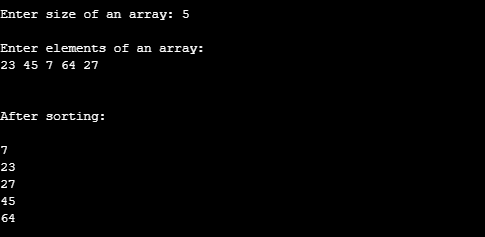 Enter size of an array: 5
Enter elements of an array:
23 45 7 64 27
After sorting:
7
23
27
45
64